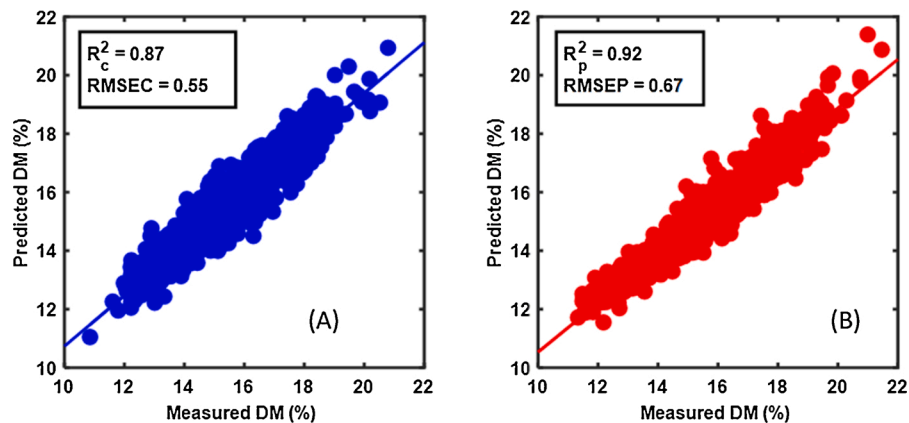 22
20
18
16
14
12
10
Predicted DM (%)
R²c = 0.87
RMSEC = 0.55
(A)
10 12 14 16 18 20 22
Measured DM (%)
22
20
18
16
14
12
10
Predicted DM (%)
R²p = 0.92
RMSEP = 0.67
(B)
10 12 14 16 18 20 22
Measured DM (%)